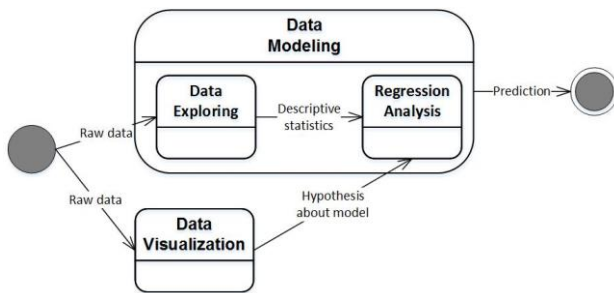 Data
Modeling
Data
Exploring
Descriptive
statistics
Regression
Analysis
Prediction
Raw data
Raw data
Data
Visualization
Hypothesis
about model